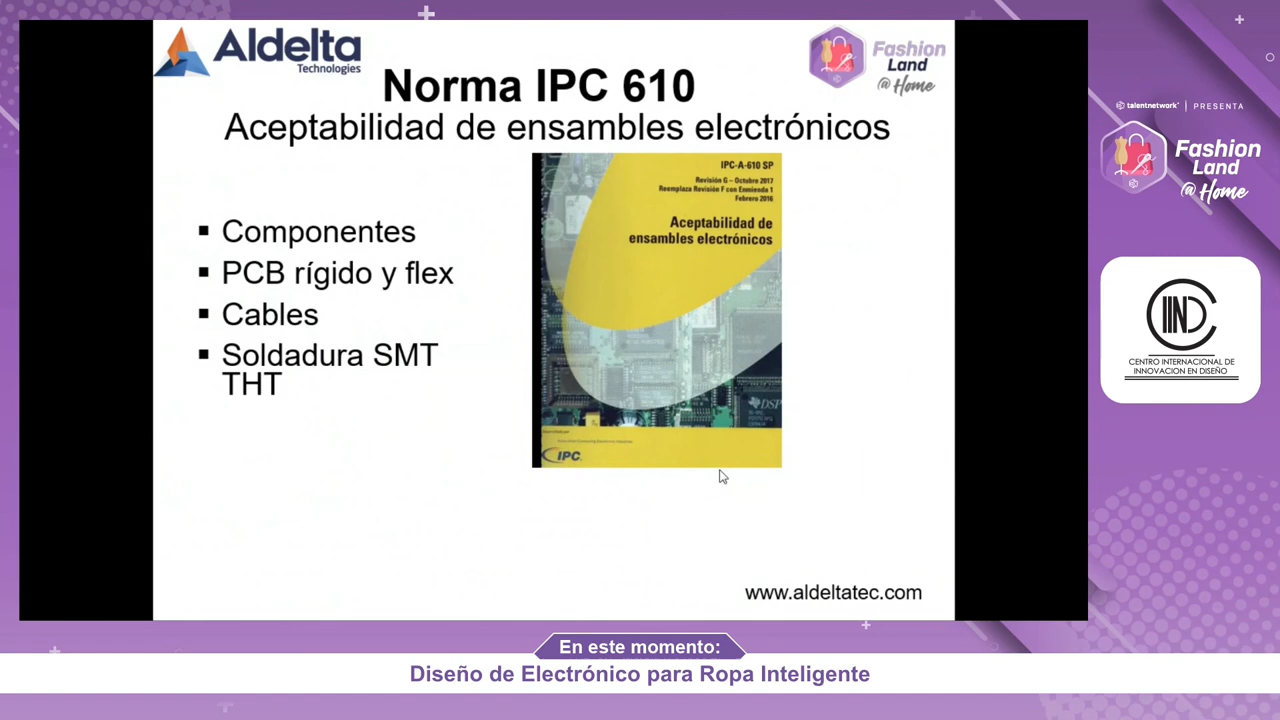 Aldelta
Technologies
Fashion
Land
@ Home
Norma IPC 610
Aceptabilidad de ensambles electrónicos
IPC-A-610 SP
Revisión G – Octubre 2017
Reemplaza Revisión F con Enmienda 1
Febrero 2016
Aceptabilidad de
ensambles electrónicos
DSP
IPC
▪ Componentes
▪ PCB rígido y flex
▪ Cables
▪ Soldadura SMT
THT
www.aldeltatec.com
talentnetwork | PRESENTA
Fashion
Land
@ Home
CIIND
CENTRO INTERNACIONAL DE
INNOVACION EN DISEÑO
En este momento:
Diseño de Electrónico para Ropa Inteligente